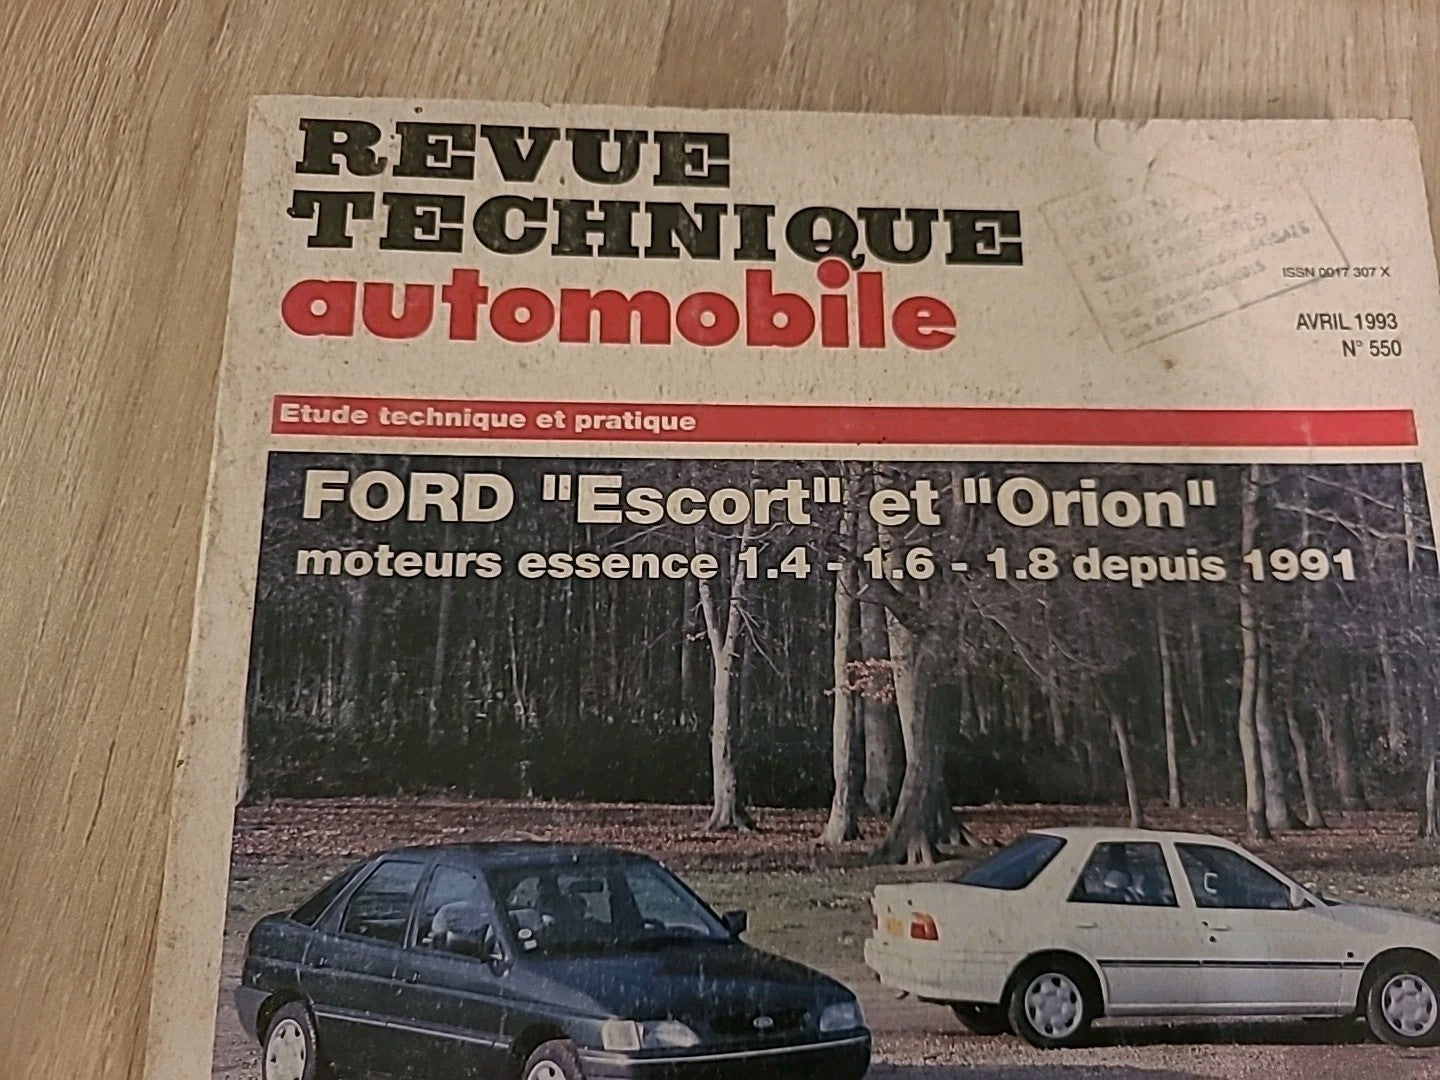 REVUE
TECHNIQUE
automobile
ISSN 0017 307 X
AVRIL 1993
N° 550
Etude technique et pratique
FORD "Escort" et "Orion"
moteurs essence 1.4 - 1.6 - 1.8 depuis 1991